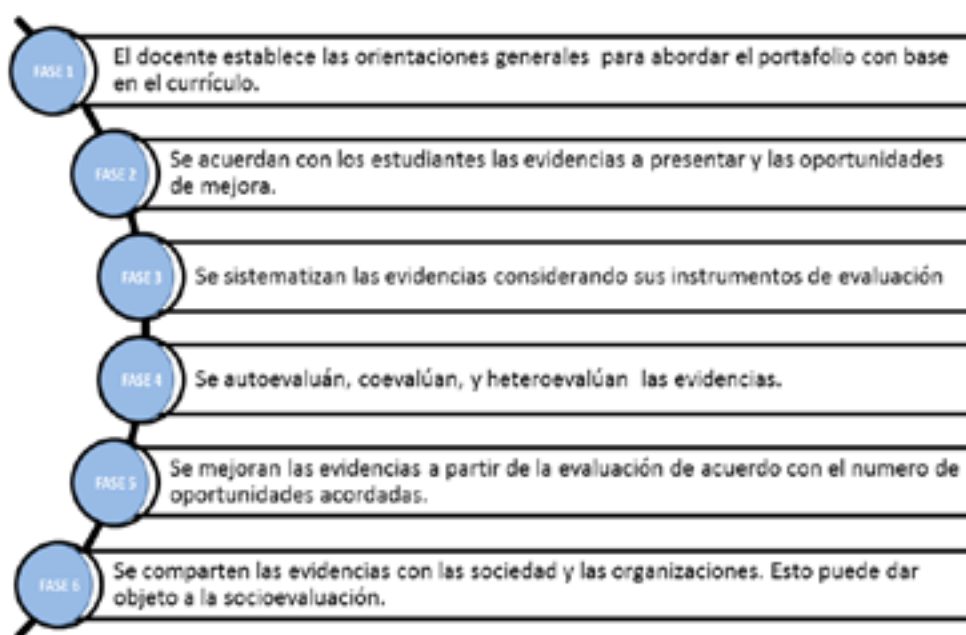 FASE 1
El docente establece las orientaciones generales para abordar el portafolio con base
en el currículo.
FASE 2
Se acuerdan con los estudiantes las evidencias a presentar y las oportunidades
de mejora.
FASE 3
Se sistematizan las evidencias considerando sus instrumentos de evaluación
FASE 4
Se autoevaluán, coevalúan, y heteroevalúan las evidencias.
FASE 5
Se mejoran las evidencias a partir de la evaluación de acuerdo con el numero de
oportunidades acordadas.
FASE 6
Se comparten las evidencias con las sociedad y las organizaciones. Esto puede dar
objeto a la socioevaluación.